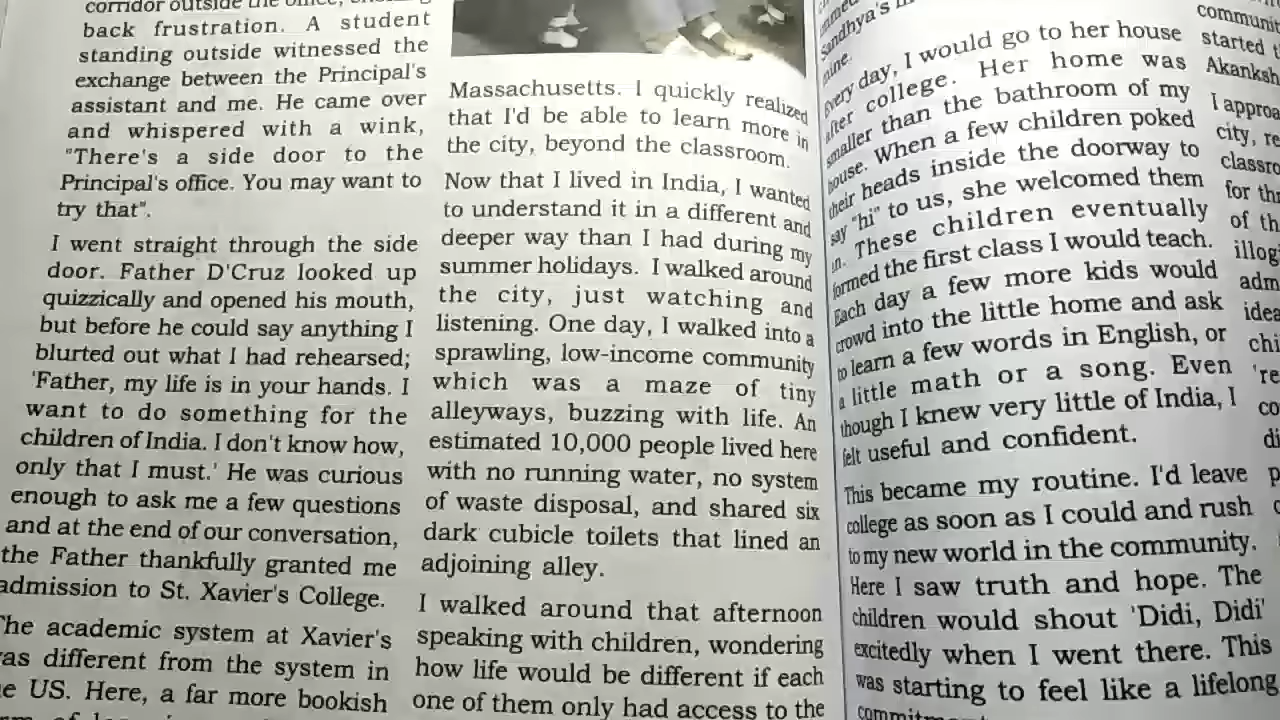 corridor outside the office,
back frustration. A student
standing outside witnessed the
exchange between the Principal's
assistant and me. He came over
and whispered with a wink,
"There's a side door to the
Principal's office. You may want to
try that".
I went straight through the side
door. Father D'Cruz looked up
quizzically and opened his mouth,
but before he could say anything I
blurted out what I had rehearsed;
'Father, my life is in your hands. I
want to do something for the
children of India. I don't know how,
only that I must.' He was curious
enough to ask me a few questions
and at the end of our conversation,
the Father thankfully granted me
admission to St. Xavier's College.
The academic system at Xavier's
was different from the system in
US. Here, a far more bookish
Massachusetts. I quickly realized
that I'd be able to learn more in
the city, beyond the classroom.
Now that I lived in India, I wanted
to understand it in a different and
deeper way than I had during my
summer holidays. I walked around
the city, just watching and
listening. One day, I walked into a
sprawling, low-income community
which was a maze of tiny
alleyways, buzzing with life. An
estimated 10,000 people lived here
with no running water, no system
of waste disposal, and shared six
dark cubicle toilets that lined an
adjoining alley.
I walked around that afternoon
speaking with children, wondering
how life would be different if each
one of them only had access to the
Sandhya's
mine.
Every day, I would go to her house
after college. Her home was
smaller than the bathroom of my
house. When a few children poked
their heads inside the doorway to
say "hi" to us, she welcomed them
in. These children eventually
formed the first class I would teach.
Each day a few more kids would
crowd into the little home and ask
to learn a few words in English, or
a little math or a song. Even
though I knew very little of India, I
felt useful and confident.
This became my routine. I'd leave
college as soon as I could and rush
to my new world in the community.
Here I saw truth and hope. The
children would shout 'Didi, Didi'
excitedly when I went there. This
was starting to feel like a lifelong
started
I
city,
for
of